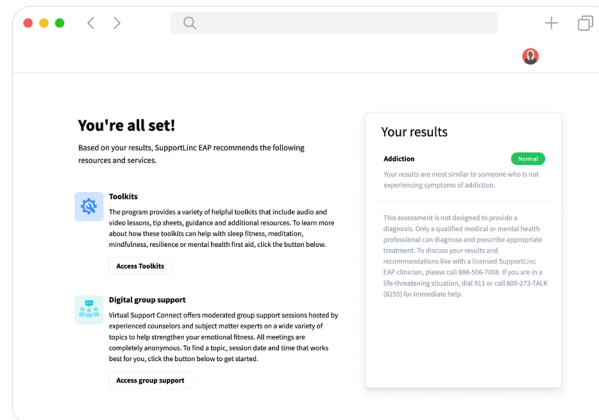 You're all set!
Based on your results, SupportLinc EAP recommends the following
resources and services.
Toolkits
The program provides a variety of helpful toolkits that include audio and
video lessons, tip sheets, guidance and additional resources. To learn more
about how these toolkits can help with sleep fitness, meditation,
mindfulness, resilience or mental health first aid, click the button below.
Access Toolkits
Digital group support
Virtual Support Connect offers moderated group support sessions hosted by
experienced counselors and subject matter experts on a wide variety of
topics to help strengthen your emotional fitness. All meetings are
completely anonymous. To find a topic, session date and time that works
best for you, click the button below to get started.
Access group support
Your results
Addiction
Normal
Your results are most similar to someone who is not
experiencing symptoms of addiction.
This assessment is not designed to provide a
diagnosis. Only a qualified medical or mental health
professional can diagnose and prescribe appropriate
treatment. To discuss your results and
recommendations live with a licensed SupportLinc
EAP clinician, please call 888-506-7008. If you are in a
life-threatening situation, dial 911 or call 800-273-TALK
(8255) for immediate help.